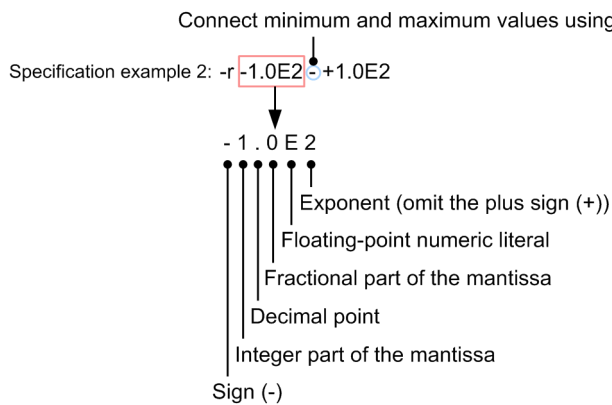 Connect minimum and maximum values using
Specification example 2: -r -1.0E2 - +1.0E2
- 1 . 0 E 2
Exponent (omit the plus sign (+))
Floating-point numeric literal
Fractional part of the mantissa
Decimal point
Integer part of the mantissa
Sign (-)